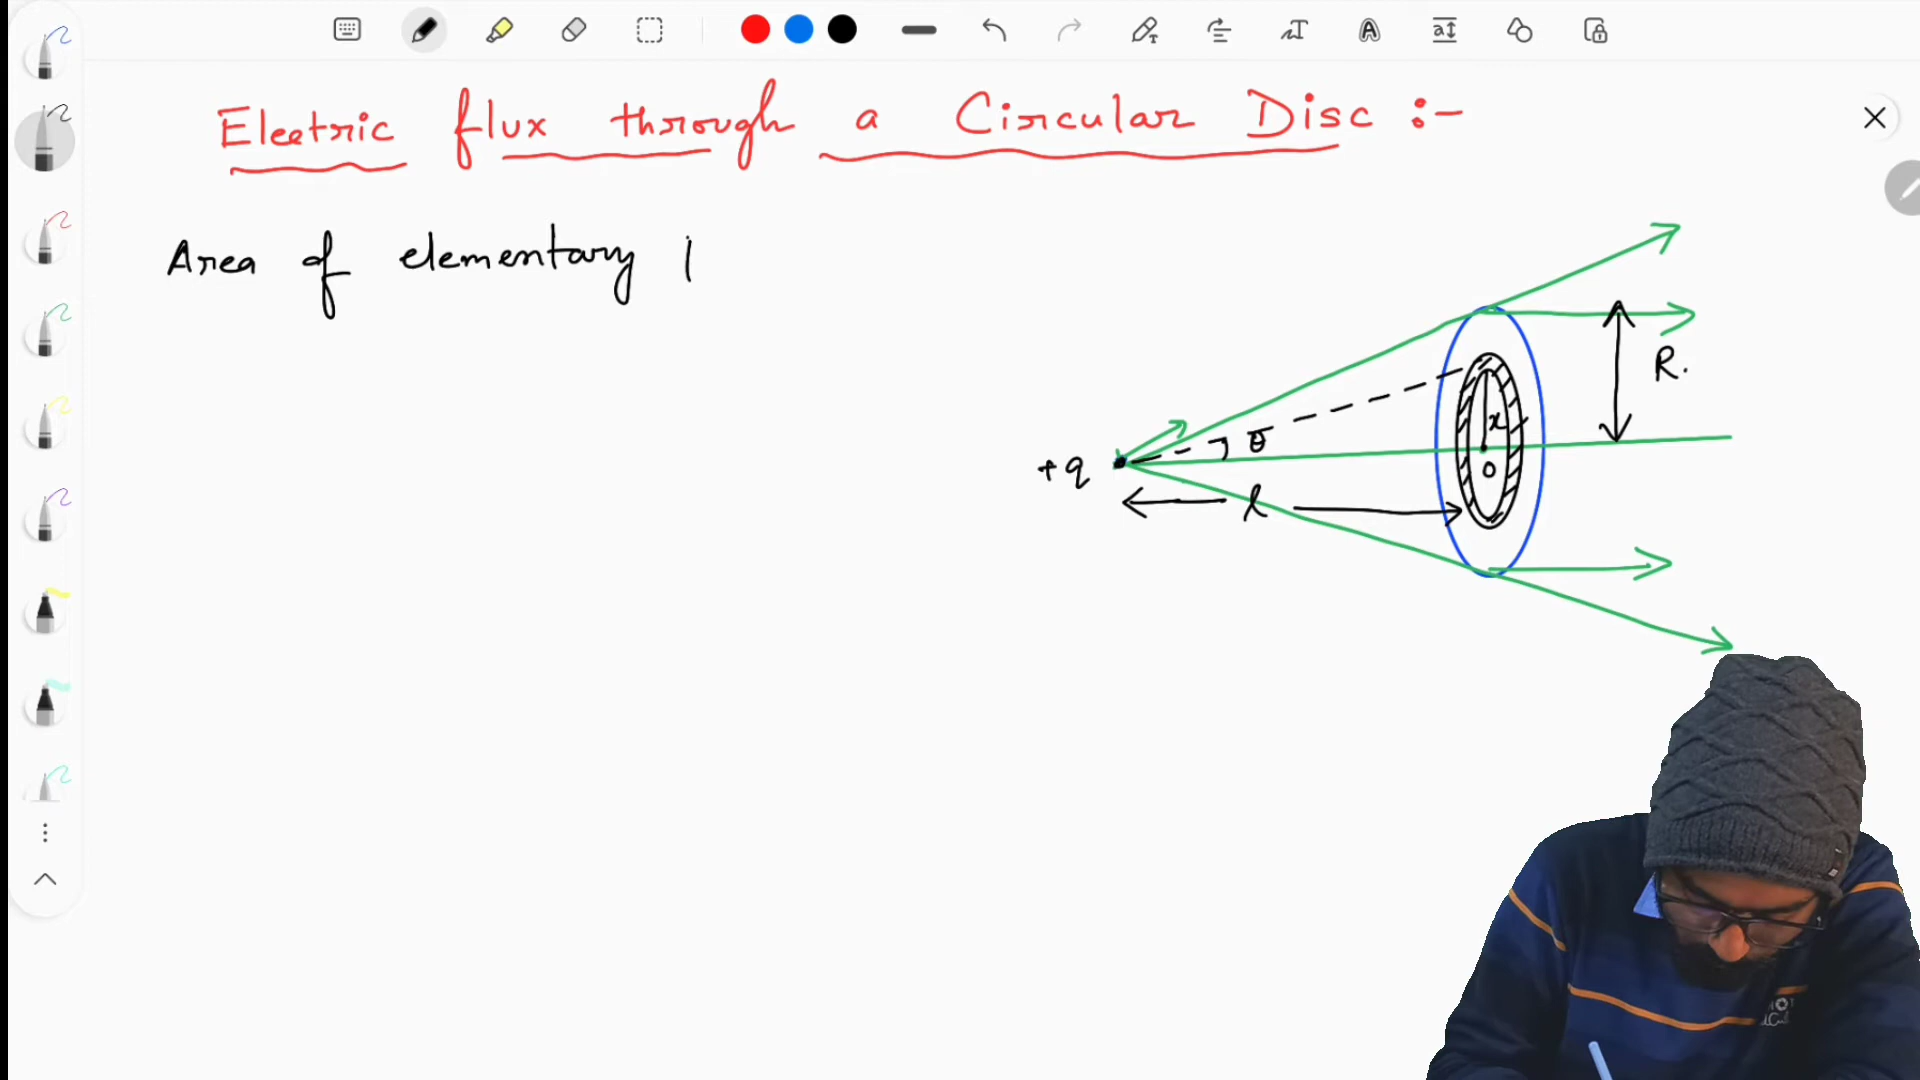 Electric flux through a Circular Disc :-
Area of elementary
R.
x
θ
+q
o
l